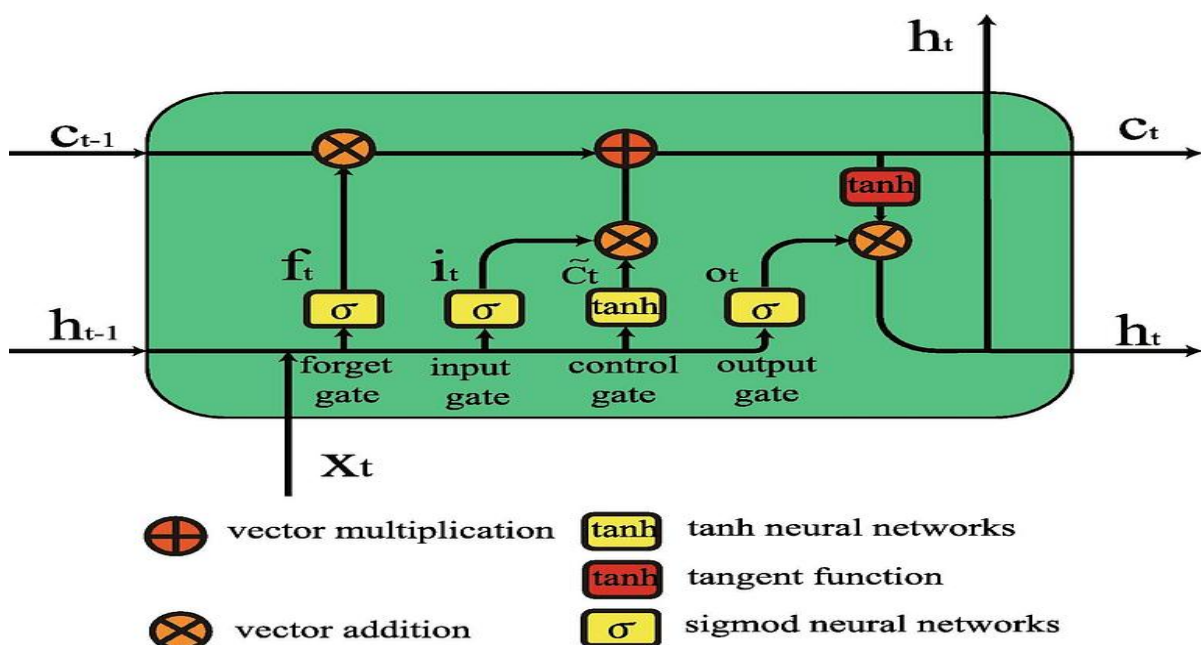 hₜ
cₜ₋₁
cₜ
tanh
fₜ
iₜ
c̃ₜ
oₜ
σ
σ
tanh
σ
hₜ₋₁
hₜ
forget gate
input gate
control gate
output gate
xₜ
vector multiplication
tanh
tanh neural networks
tanh
tangent function
vector addition
σ
sigmod neural networks